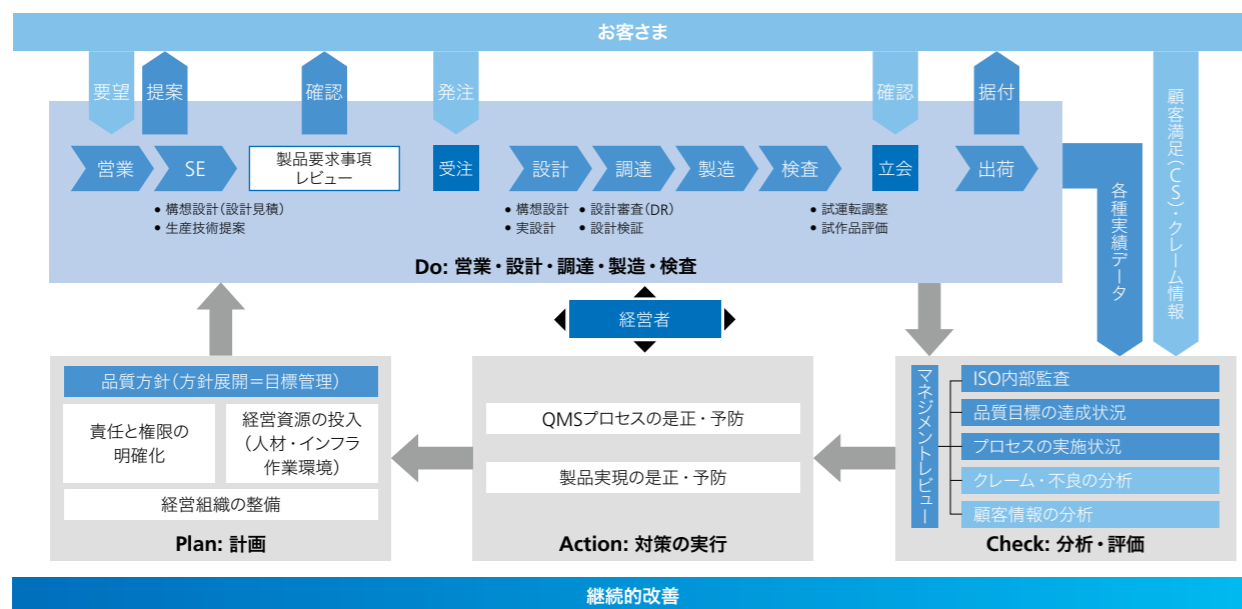 お客さま
要望
提案
確認
発注
確認
据付
顧客満足(CS)・クレーム情報
各種実績データ
営業
SE
製品要求事項
レビュー
受注
設計
調達
製造
検査
立会
出荷
• 構想設計(設計見積)
• 生産技術提案
• 構想設計
• 実設計
• 設計審査(DR)
• 設計検証
• 試運転調整
• 試作品評価
Do: 営業・設計・調達・製造・検査
経営者
品質方針(方針展開=目標管理)
責任と権限の
明確化
経営資源の投入
(人材・インフラ
作業環境)
経営組織の整備
Plan: 計画
QMSプロセスの是正・予防
製品実現の是正・予防
Action: 対策の実行
マネジメントレビュー
ISO内部監査
品質目標の達成状況
プロセスの実施状況
クレーム・不良の分析
顧客情報の分析
Check: 分析・評価
継続的改善